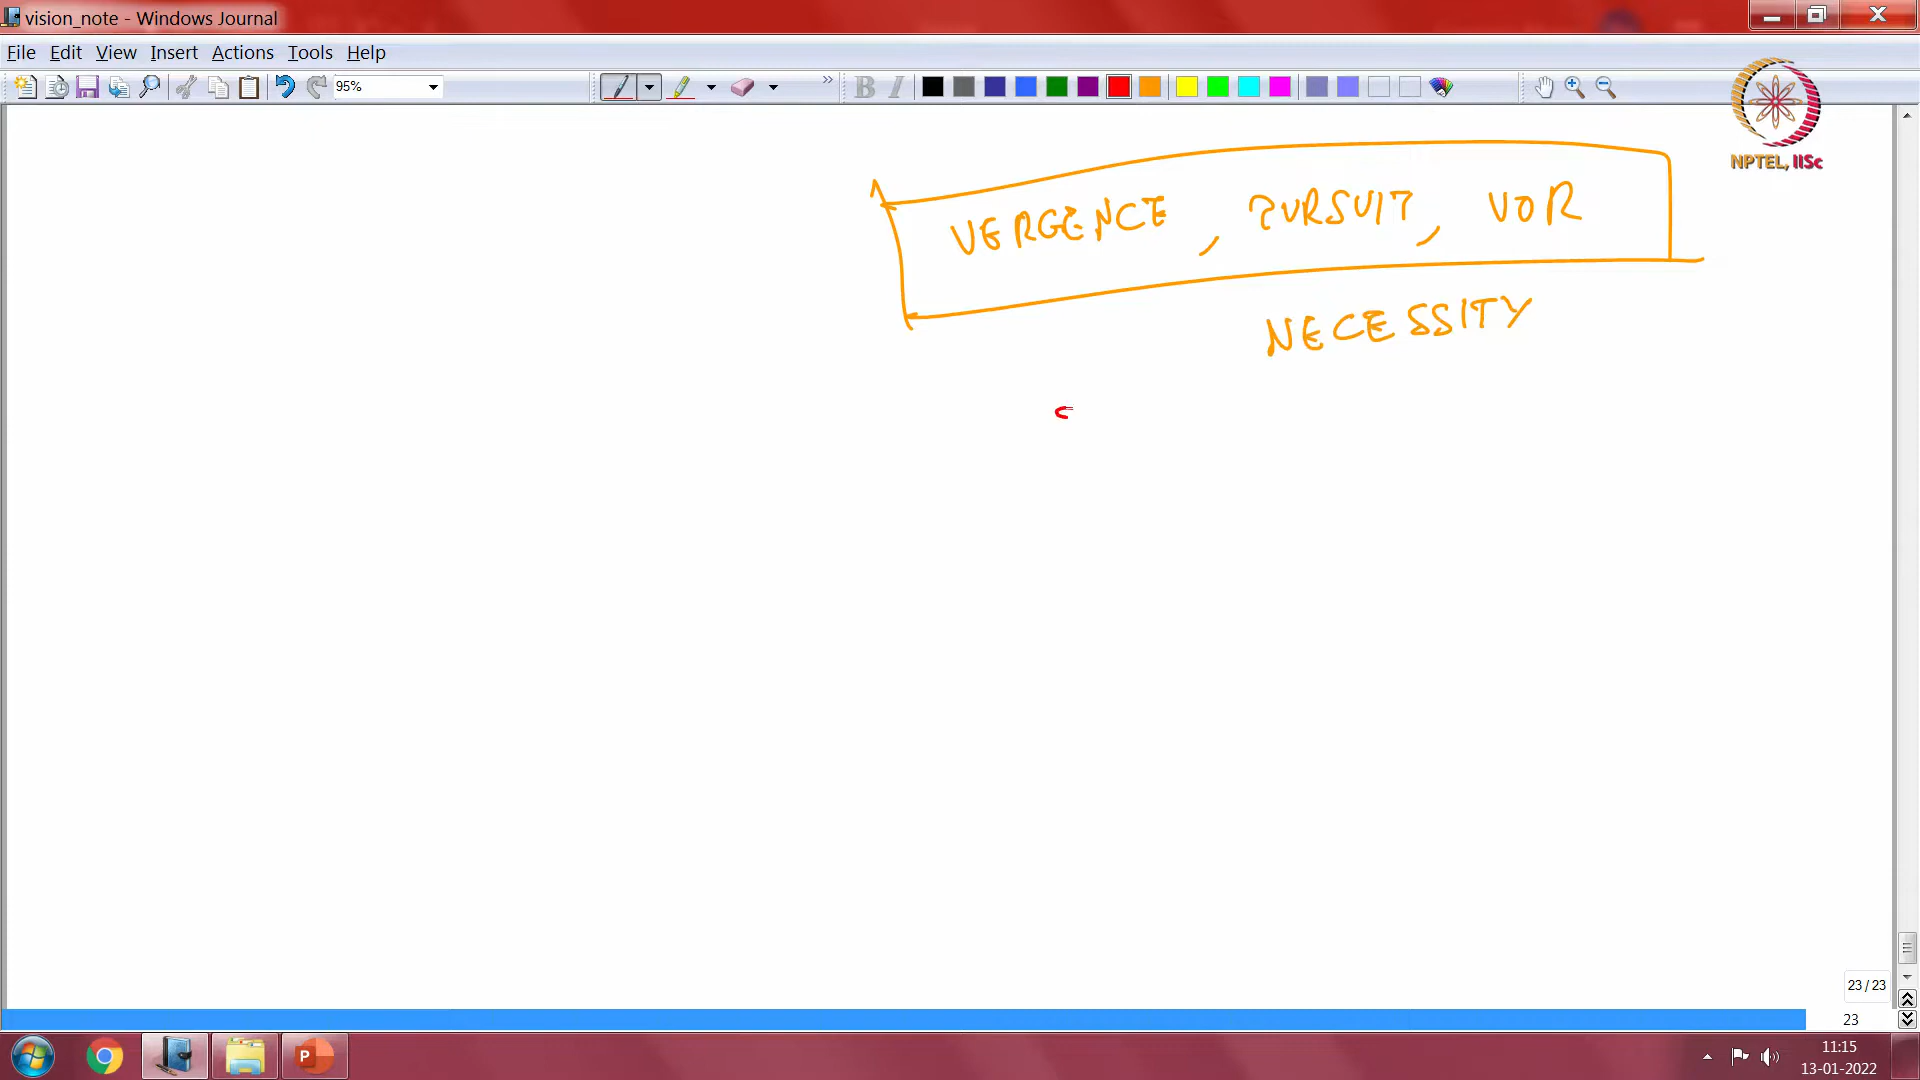 vision_note - Windows Journal
File Edit View Insert Actions Tools Help
95%
NPTEL, IISc
VERGENCE, PURSUIT, VOR
NECESSITY
23 / 23
23
11:15
13-01-2022